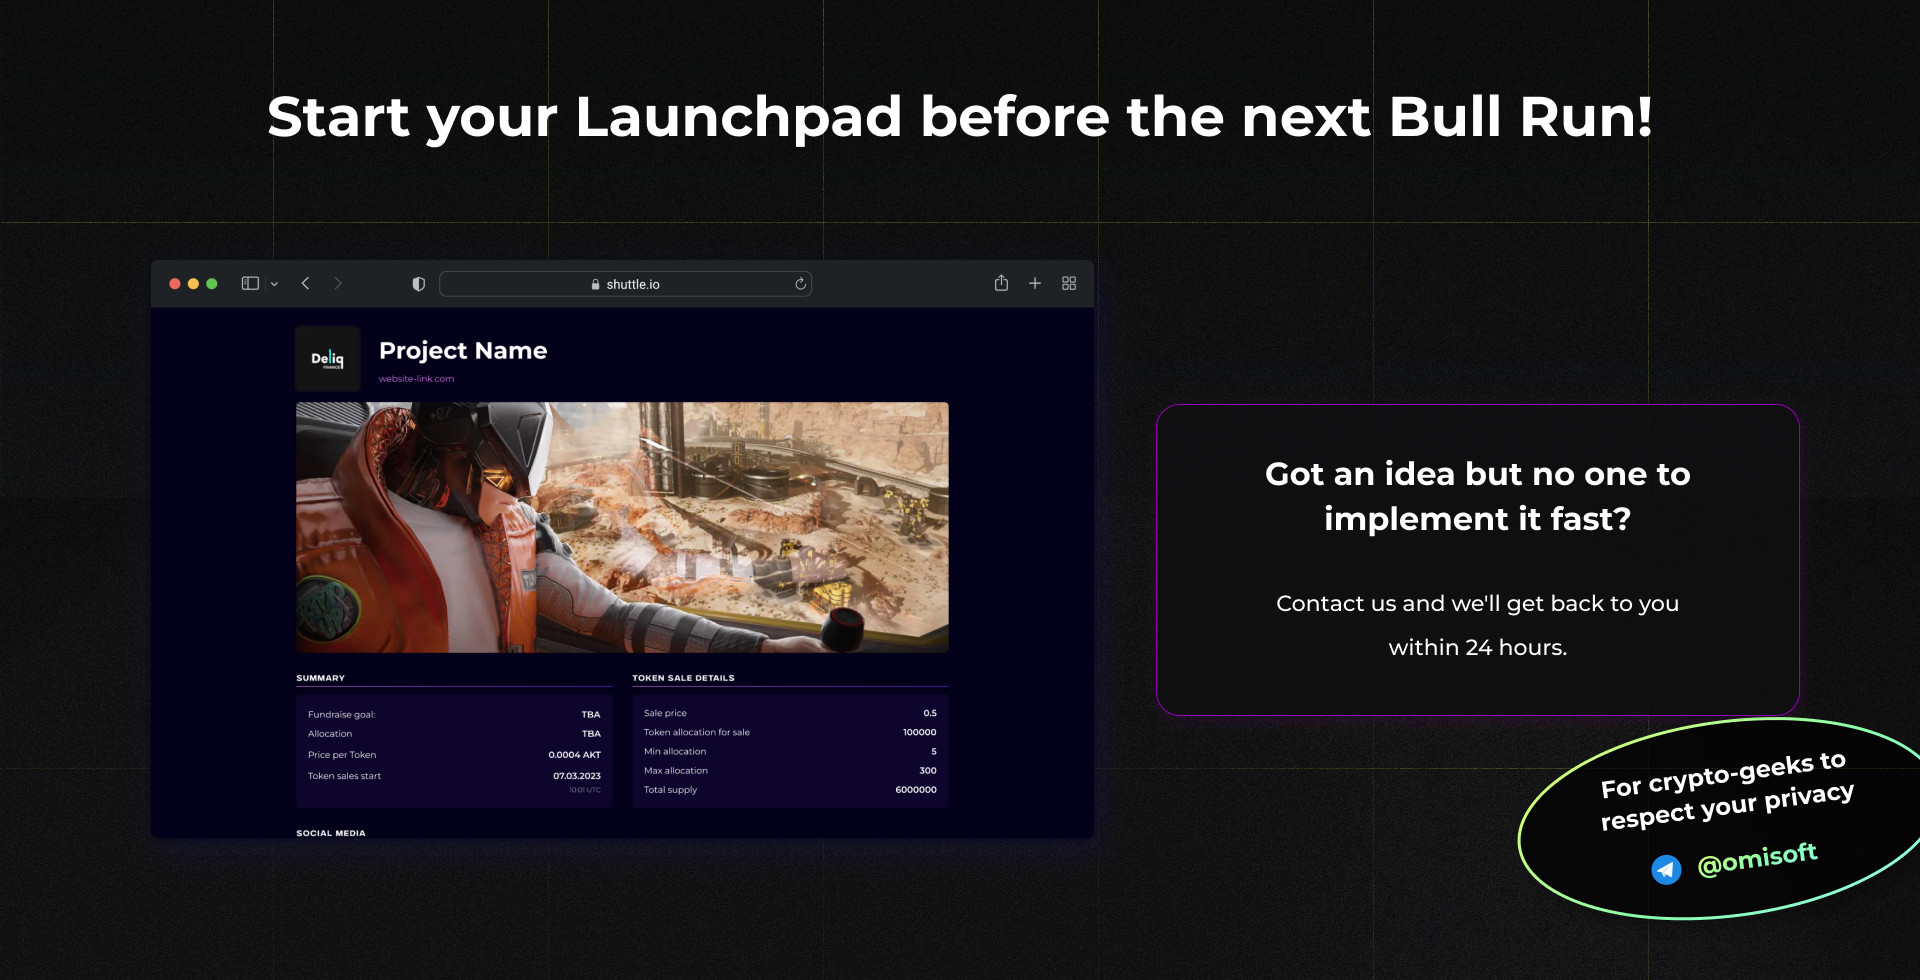 Start your Launchpad before the next Bull Run!
shuttle.io
Deliq
FINANCE
Project Name
website-link.com
SUMMARY
Fundraise goal: TBA
Allocation TBA
Price per Token 0.0004 AKT
Token sales start 07.03.2023
10:01 UTC
TOKEN SALE DETAILS
Sale price 0.5
Token allocation for sale 100000
Min allocation 5
Max allocation 300
Total supply 6000000
SOCIAL MEDIA
Got an idea but no one to
implement it fast?
Contact us and we'll get back to you
within 24 hours.
For crypto-geeks to
respect your privacy
@omisoft